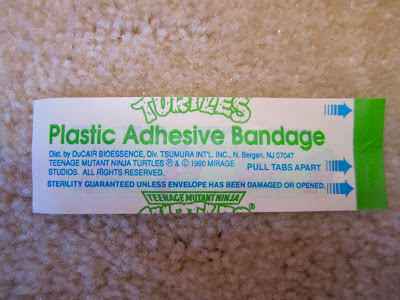 TURTLES
Plastic Adhesive Bandage
Dist. by DuCAIR BIOESSENCE, Div. TSUMURA INT'L. INC., N. Bergen, NJ 07047
TEENAGE MUTANT NINJA TURTLES ® & © 1990 MIRAGE
STUDIOS. ALL RIGHTS RESERVED.
PULL TABS APART
STERILITY GUARANTEED UNLESS ENVELOPE HAS BEEN DAMAGED OR OPENED.
TEENAGE MUTANT NINJA
TURTLES®